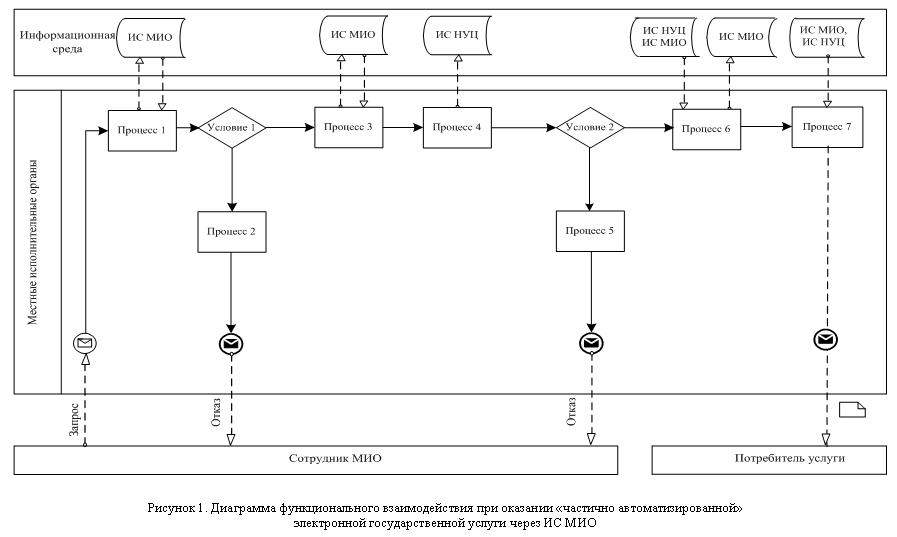 Информационная
среда
ИС МИО
ИС МИО
ИС НУЦ
ИС НУЦ
ИС МИО
ИС МИО
ИС МИО,
ИС НУЦ
Местные исполнительные органы
Процесс 1
Условие 1
Процесс 3
Процесс 4
Условие 2
Процесс 6
Процесс 7
Процесс 2
Процесс 5
Запрос
Отказ
Отказ
Сотрудник МИО
Потребитель услуги
Рисунок 1. Диаграмма функционального взаимодействия при оказании «частично автоматизированной»
электронной государственной услуги через ИС МИО